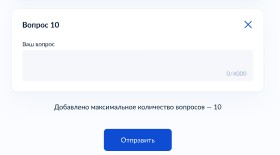 Вопрос 10
Ваш вопрос
0/4000
Добавлено максимальное количество вопросов — 10
Отправить